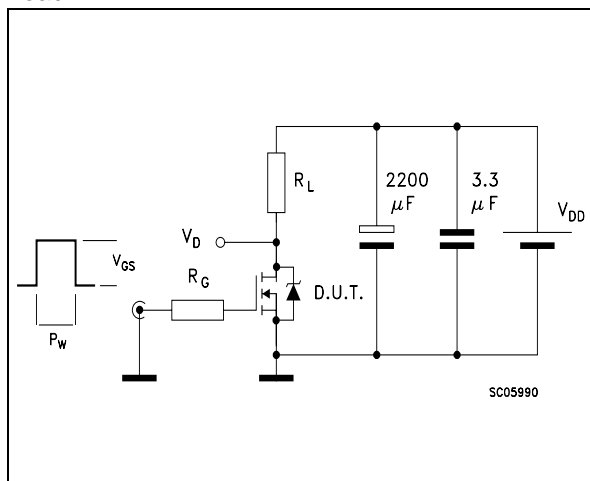 R_L
2200
μF
3.3
μF
V_DD
V_D
V_GS
R_G
D.U.T.
P_W
SC05990